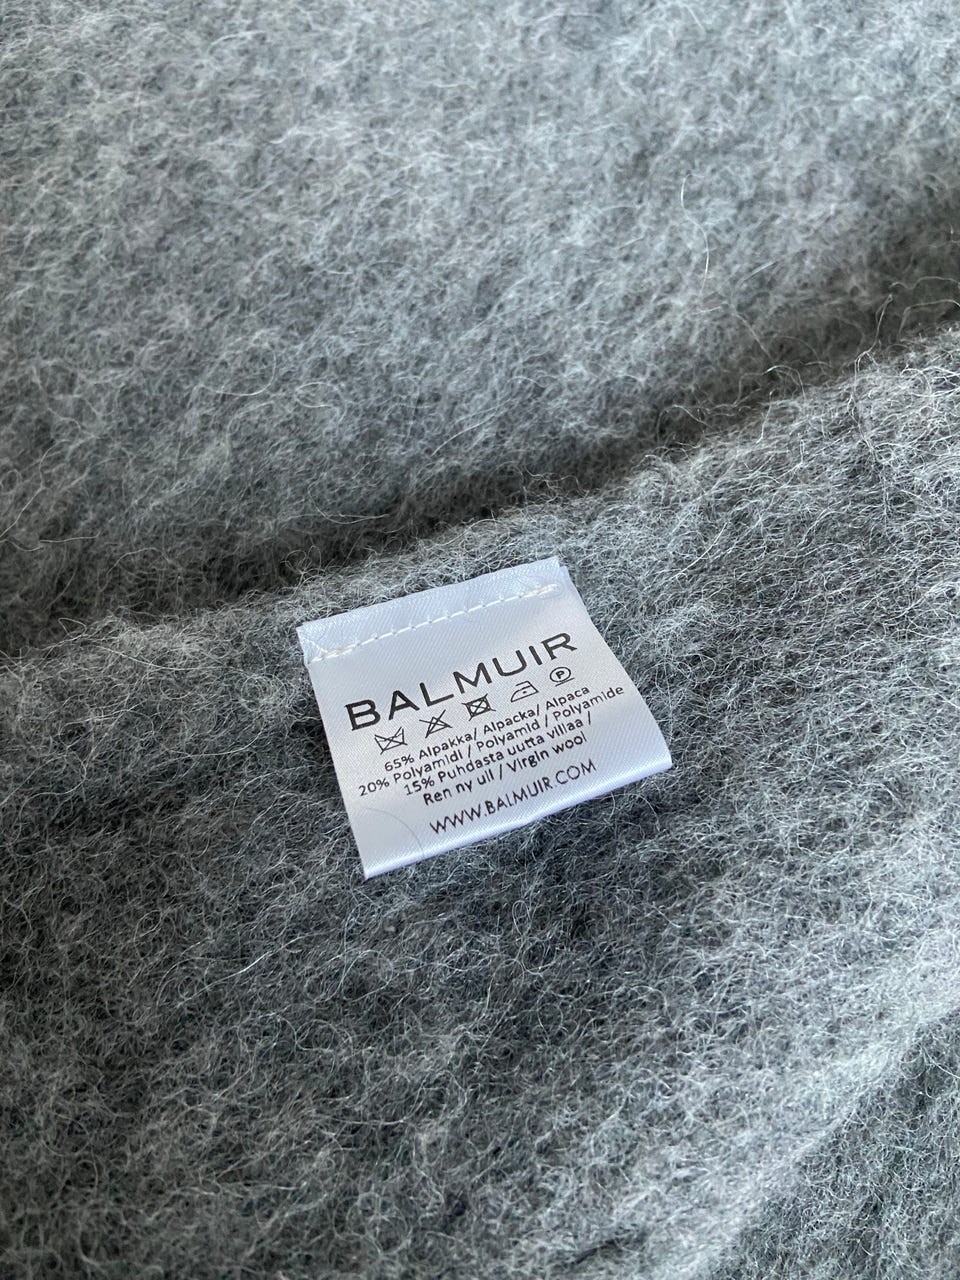 BALMUIR
P
65% Alpakka/ Alpacka/ Alpaca
20% Polyamidi / Polyamid / Polyamide
15% Puhdasta uutta villaa /
Ren ny ull / Virgin wool
WWW.BALMUIR.COM